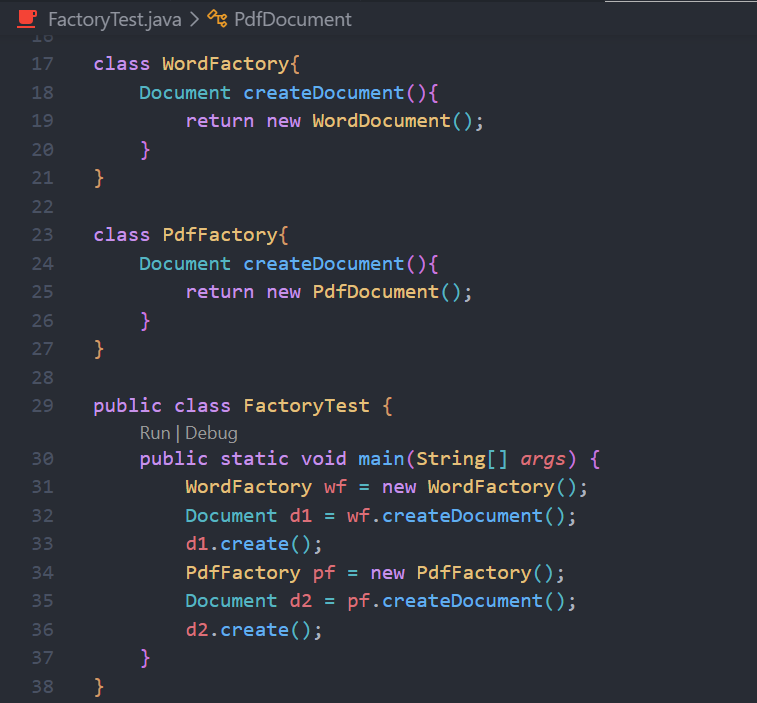 FactoryTest.java > PdfDocument
16
17 class WordFactory{
18     Document createDocument(){
19         return new WordDocument();
20     }
21 }
22
23 class PdfFactory{
24     Document createDocument(){
25         return new PdfDocument();
26     }
27 }
28
29 public class FactoryTest {
Run | Debug
30     public static void main(String[] args) {
31         WordFactory wf = new WordFactory();
32         Document d1 = wf.createDocument();
33         d1.create();
34         PdfFactory pf = new PdfFactory();
35         Document d2 = pf.createDocument();
36         d2.create();
37     }
38 }